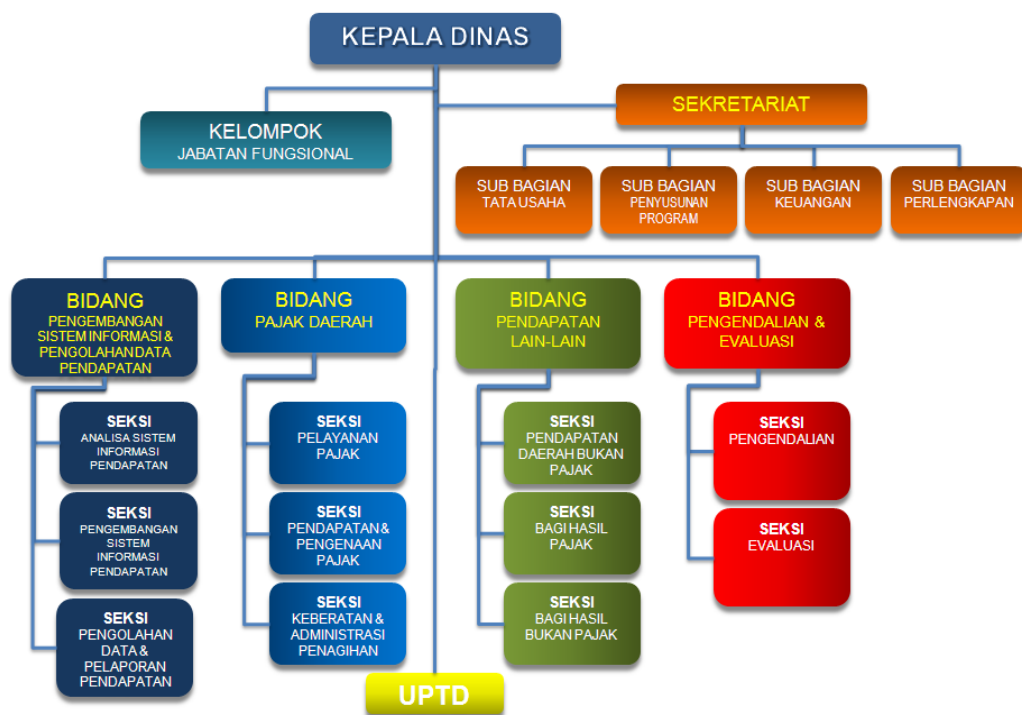 KEPALA DINAS
SEKRETARIAT
KELOMPOK
JABATAN FUNGSIONAL
SUB BAGIAN
TATA USAHA
SUB BAGIAN
PENYUSUNAN
PROGRAM
SUB BAGIAN
KEUANGAN
SUB BAGIAN
PERLENGKAPAN
BIDANG
PENGEMBANGAN
SISTEM INFORMASI &
PENGOLAHAN DATA
PENDAPATAN
BIDANG
PAJAK DAERAH
BIDANG
PENDAPATAN
LAIN-LAIN
BIDANG
PENGENDALIAN &
EVALUASI
SEKSI
ANALISA SISTEM
INFORMASI
PENDAPATAN
SEKSI
PENGEMBANGAN
SISTEM
INFORMASI
PENDAPATAN
SEKSI
PENGOLAHAN
DATA &
PELAPORAN
PENDAPATAN
SEKSI
PELAYANAN
PAJAK
SEKSI
PENDAPATAN &
PENGENAAN
PAJAK
SEKSI
KEBERATAN &
ADMINISTRASI
PENAGIHAN
SEKSI
PENDAPATAN
DAERAH BUKAN
PAJAK
SEKSI
BAGI HASIL
PAJAK
SEKSI
BAGI HASIL
BUKAN PAJAK
SEKSI
PENGENDALIAN
SEKSI
EVALUASI
UPTD